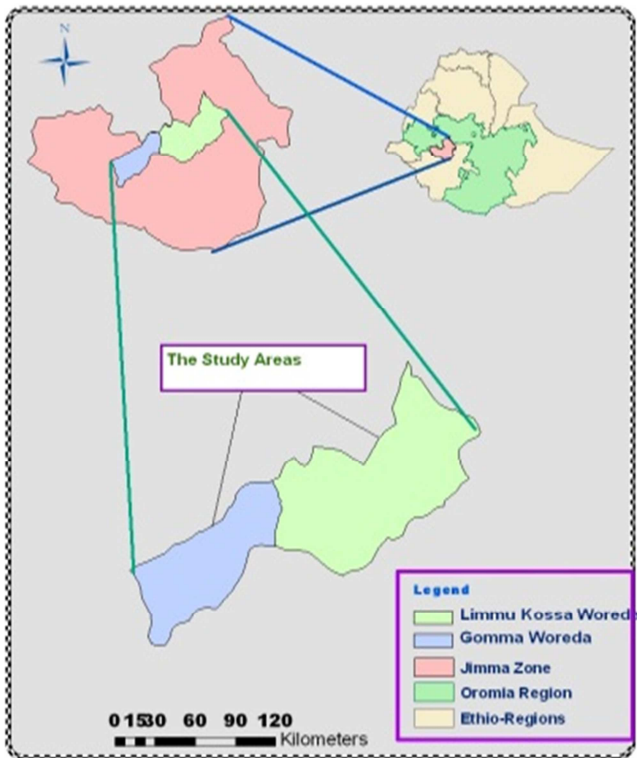 N
The Study Areas
Legend
Limmu Kossa Wored
Gomma Woreda
Jimma Zone
Oromia Region
Ethio-Regions
0 15 30 60 90 120
Kilometers